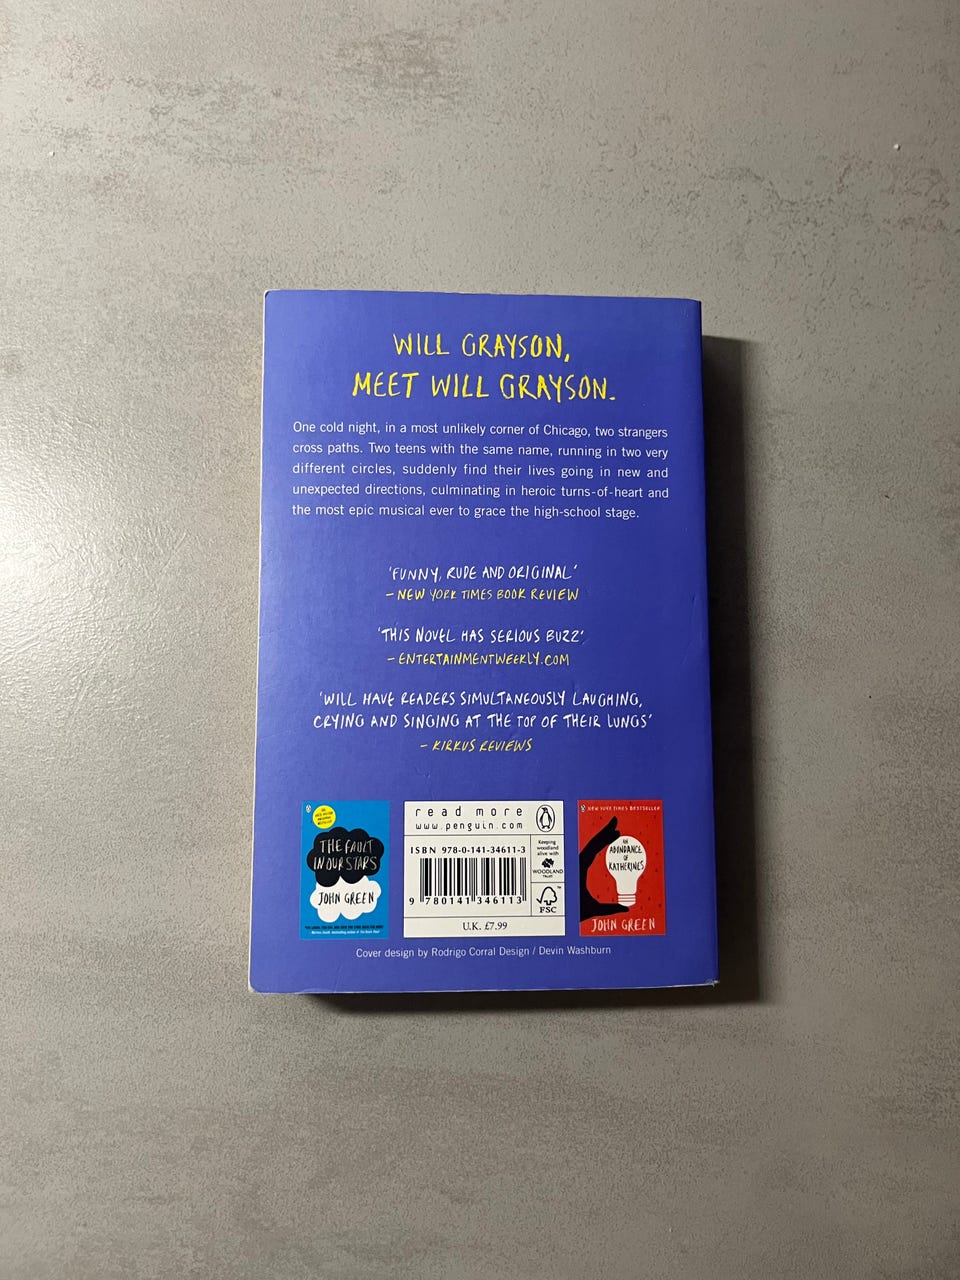 WILL GRAYSON,
MEET WILL GRAYSON.
One cold night, in a most unlikely corner of Chicago, two strangers
cross paths. Two teens with the same name, running in two very
different circles, suddenly find their lives going in new and
unexpected directions, culminating in heroic turns-of-heart and
the most epic musical ever to grace the high-school stage.
'FUNNY, RUDE AND ORIGINAL'
– NEW YORK TIMES BOOK REVIEW
'THIS NOVEL HAS SERIOUS BUZZ'
– ENTERTAINMENTWEEKLY.COM
'WILL HAVE READERS SIMULTANEOUSLY LAUGHING,
CRYING AND SINGING AT THE TOP OF THEIR LUNGS'
– KIRKUS REVIEWS
THE FAULT
IN OUR STARS
JOHN GREEN
read more
www.penguin.com
ISBN 978-0-141-34611-3
9 780141 346113
U.K. £7.99
Keeping
woodland
alive with
WOODLAND
TRUST
FSC™
NEW YORK TIMES BESTSELLER
AN
ABUNDANCE
OF
KATHERINES
JOHN GREEN
Cover design by Rodrigo Corral Design / Devin Washburn